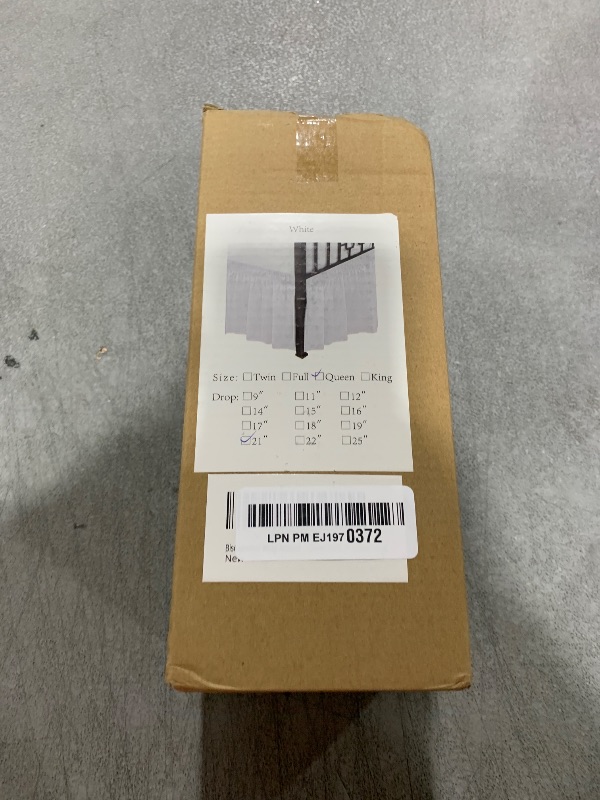 White
Size: ☐Twin ☐Full ☑Queen ☐King
Drop: ☐9" ☐11" ☐12"
☐14" ☐15" ☐16"
☐17" ☐18" ☐19"
☑21" ☐22" ☐25"
LPN PM EJ197 0372